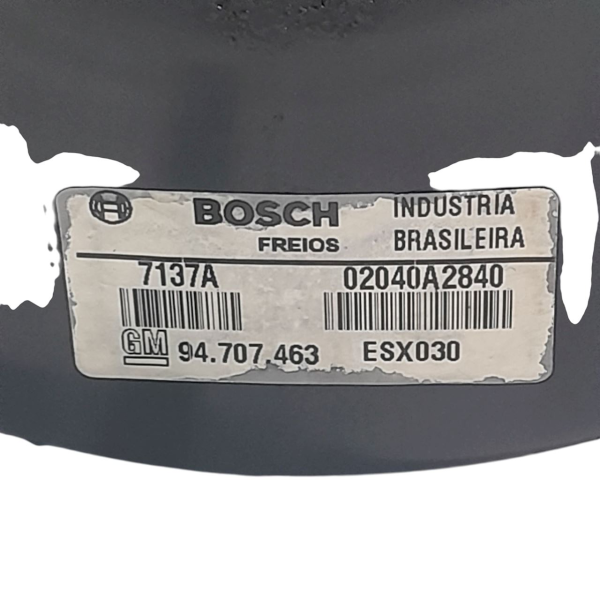 BOSCH INDUSTRIA
FREIOS BRASILEIRA
7137A 02040A2840
GM 94.707.463 ESX030